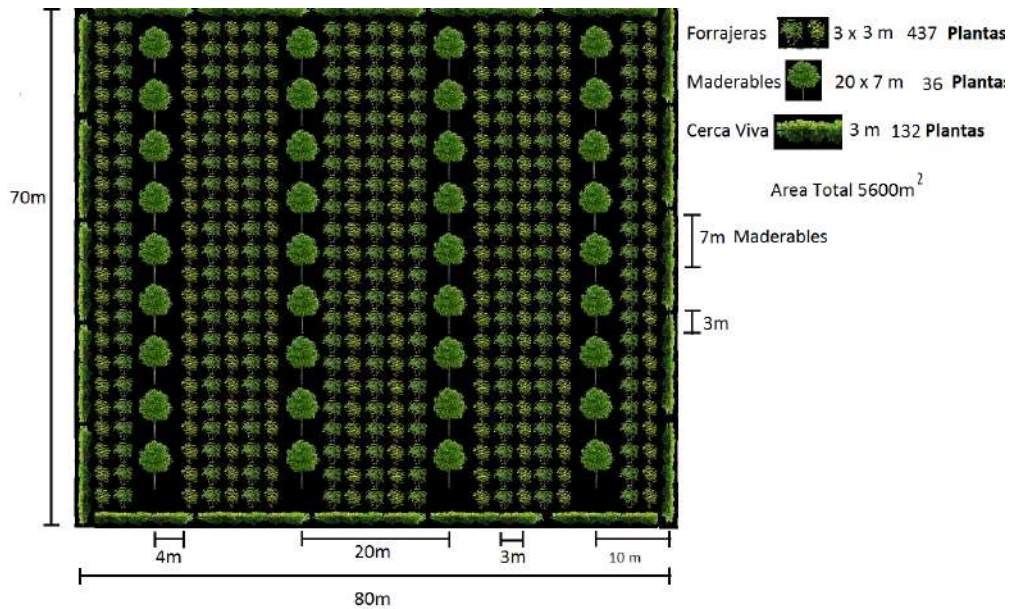 Forrajeras 3 x 3 m 437 Plantas
Maderables 20 x 7 m 36 Planta
Cerca Viva 3 m 132 Plantas
Area Total 5600m²
70m
7m Maderables
3m
4m
20m
3m
10 m
80m